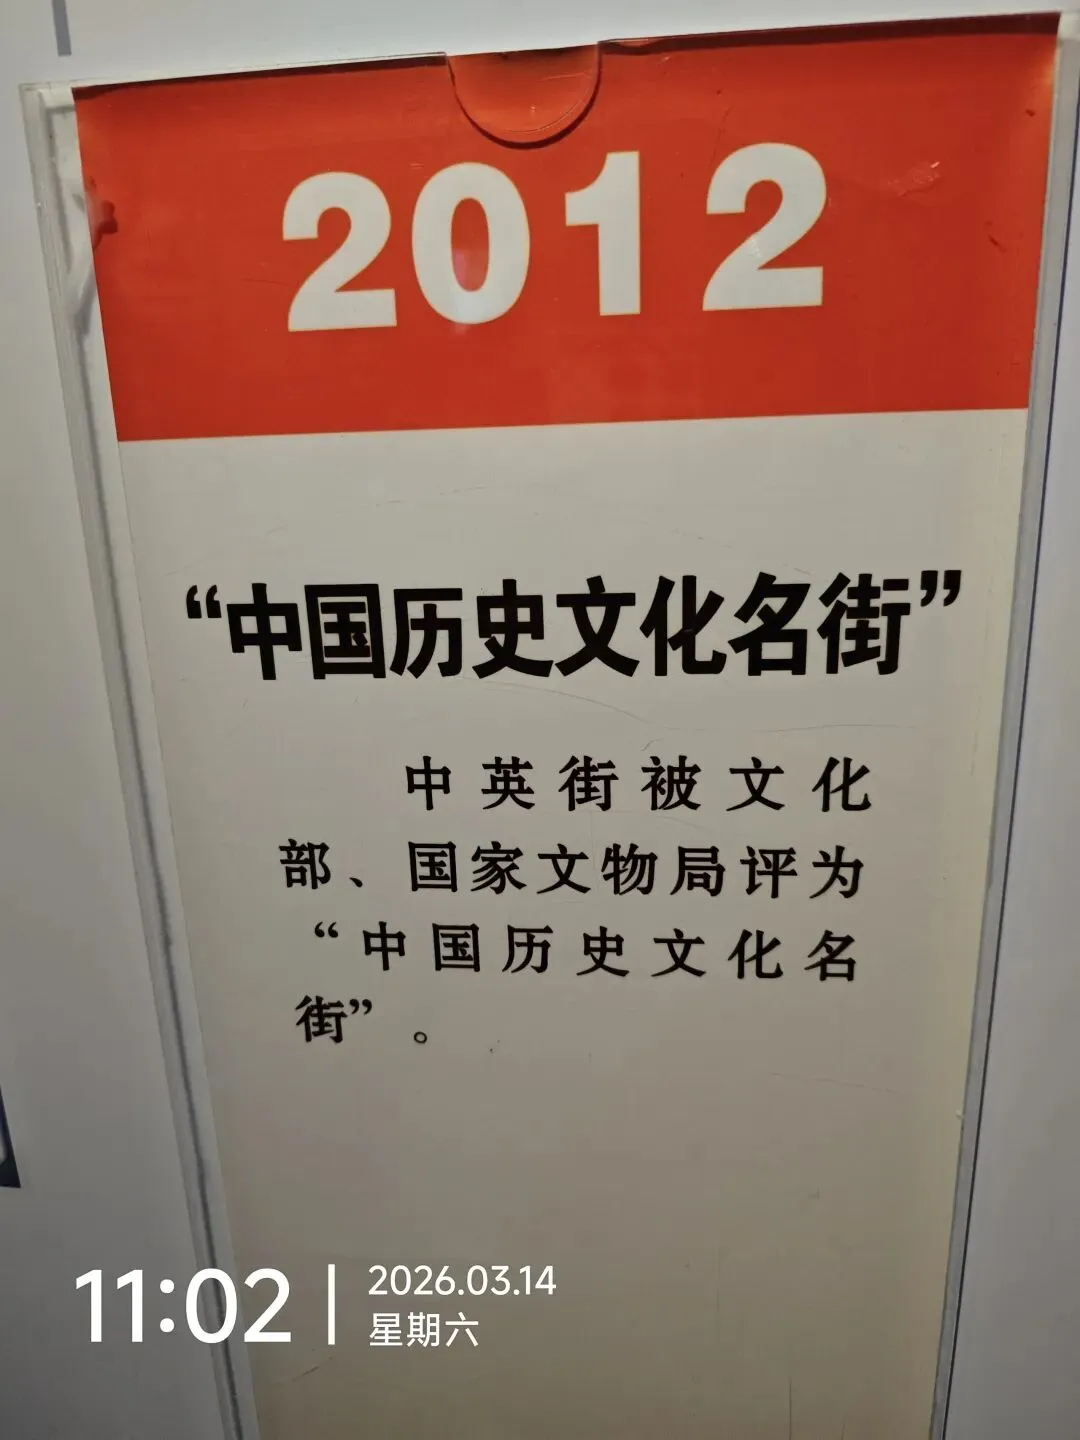 2012
“中国历史文化名街”
中英街被文化
部、国家文物局评为
“中国历史文化名
街”。
11:02
2026.03.14
星期六